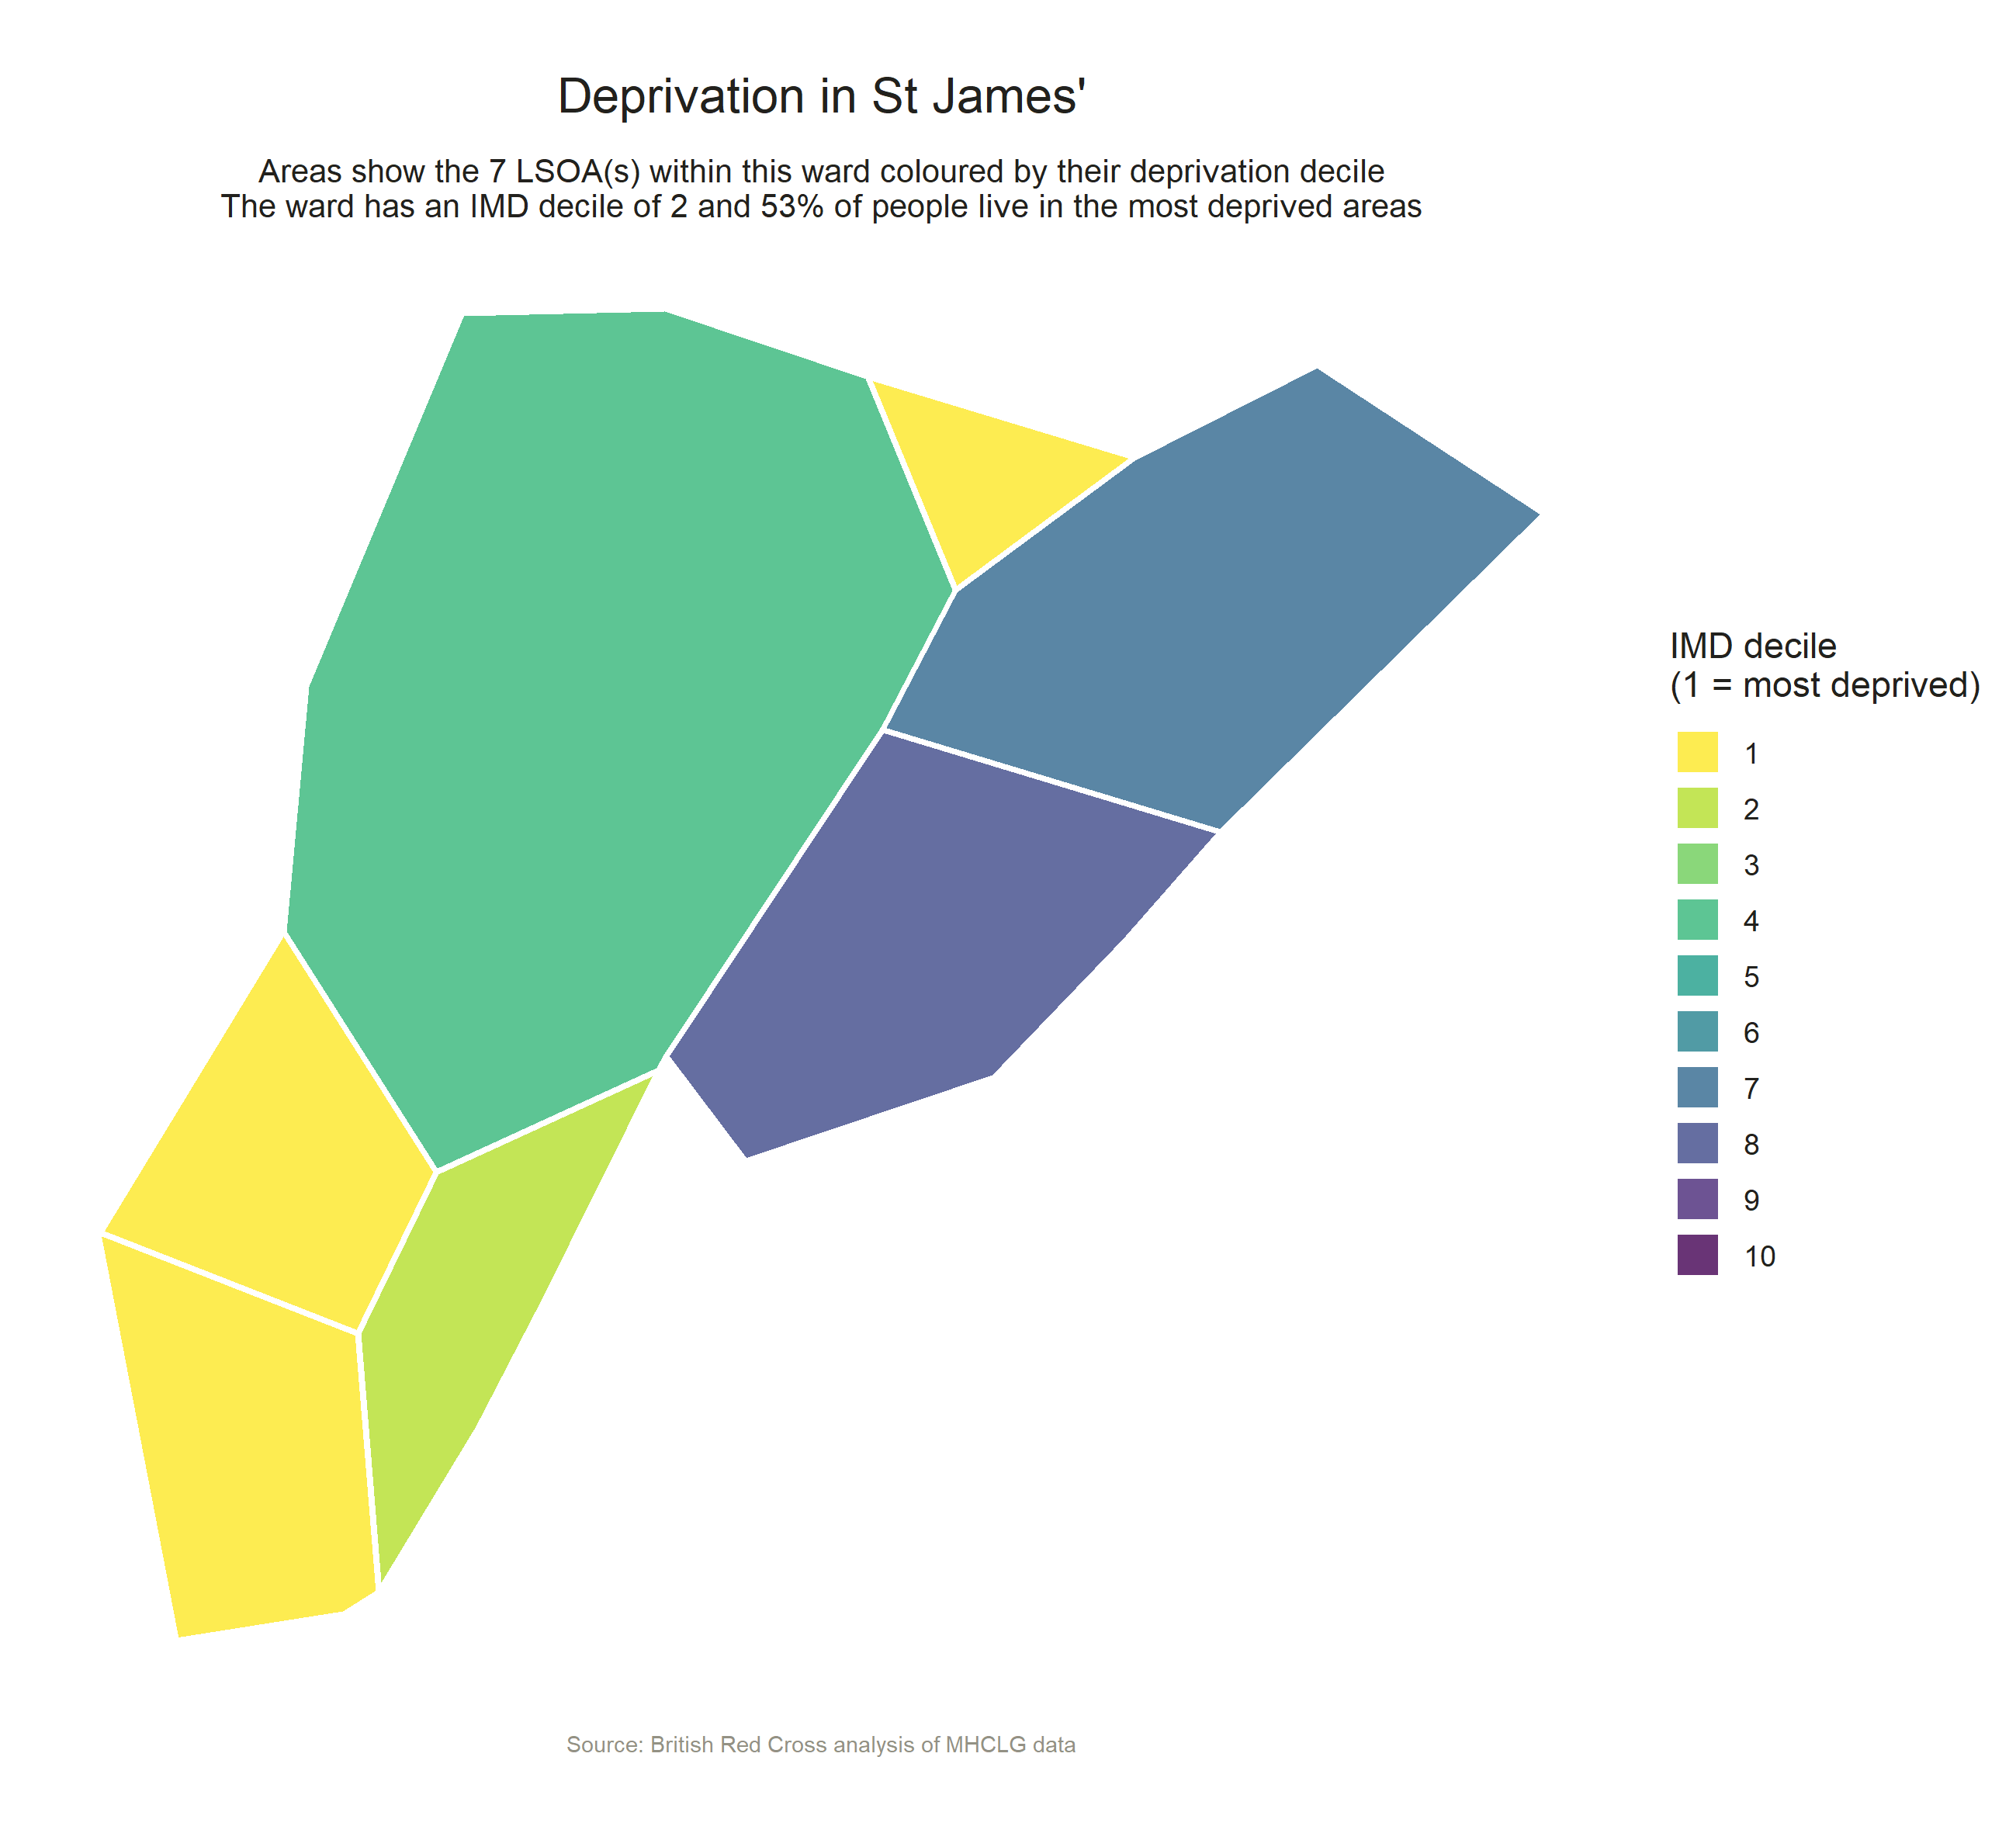 Deprivation in St James'
Areas show the 7 LSOA(s) within this ward coloured by their deprivation decile
The ward has an IMD decile of 2 and 53% of people live in the most deprived areas
IMD decile
(1 = most deprived)
1
2
3
4
5
6
7
8
9
10
Source: British Red Cross analysis of MHCLG data